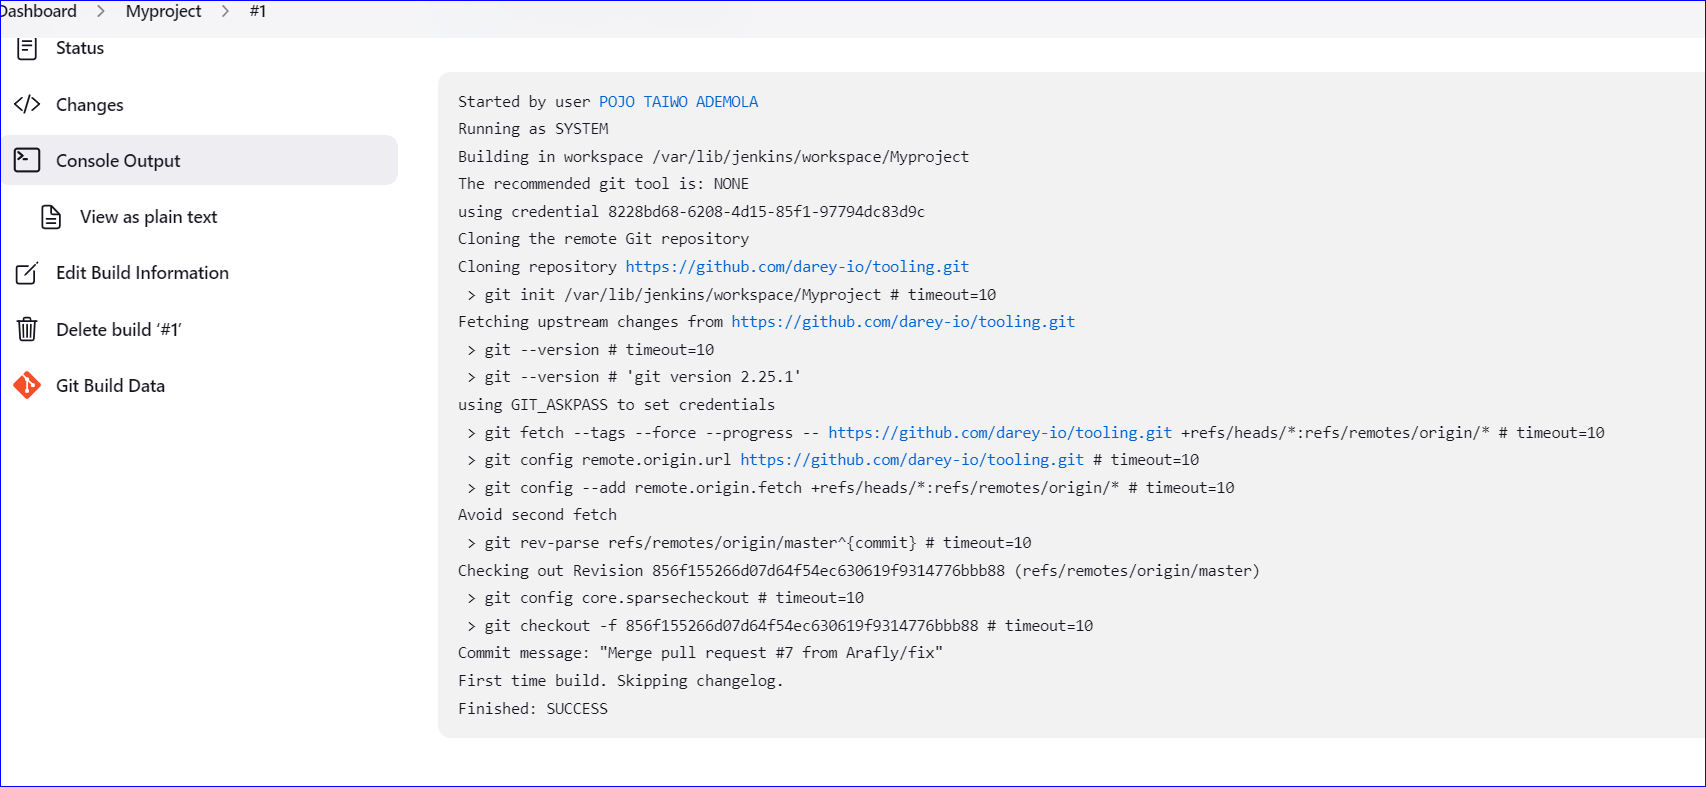 Dashboard > Myproject > #1
Status
Changes
Console Output
View as plain text
Edit Build Information
Delete build ‘#1’
Git Build Data
Started by user POJO TAIWO ADEMOLA
Running as SYSTEM
Building in workspace /var/lib/jenkins/workspace/Myproject
The recommended git tool is: NONE
using credential 8228bd68-6208-4d15-85f1-97794dc83d9c
Cloning the remote Git repository
Cloning repository https://github.com/darey-io/tooling.git
> git init /var/lib/jenkins/workspace/Myproject # timeout=10
Fetching upstream changes from https://github.com/darey-io/tooling.git
> git --version # timeout=10
> git --version # 'git version 2.25.1'
using GIT_ASKPASS to set credentials
> git fetch --tags --force --progress -- https://github.com/darey-io/tooling.git +refs/heads/*:refs/remotes/origin/* # timeout=10
> git config remote.origin.url https://github.com/darey-io/tooling.git # timeout=10
> git config --add remote.origin.fetch +refs/heads/*:refs/remotes/origin/* # timeout=10
Avoid second fetch
> git rev-parse refs/remotes/origin/master^{commit} # timeout=10
Checking out Revision 856f155266d07d64f54ec630619f9314776bbb88 (refs/remotes/origin/master)
> git config core.sparsecheckout # timeout=10
> git checkout -f 856f155266d07d64f54ec630619f9314776bbb88 # timeout=10
Commit message: "Merge pull request #7 from Arafly/fix"
First time build. Skipping changelog.
Finished: SUCCESS